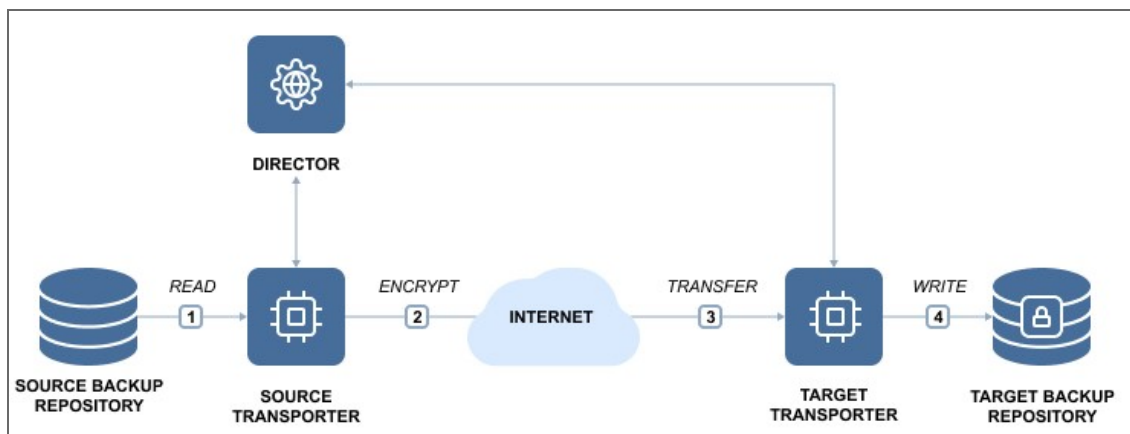 DIRECTOR
READ
ENCRYPT
TRANSFER
WRITE
1
2
INTERNET
3
4
SOURCE BACKUP
REPOSITORY
SOURCE
TRANSPORTER
TARGET
TRANSPORTER
TARGET BACKUP
REPOSITORY